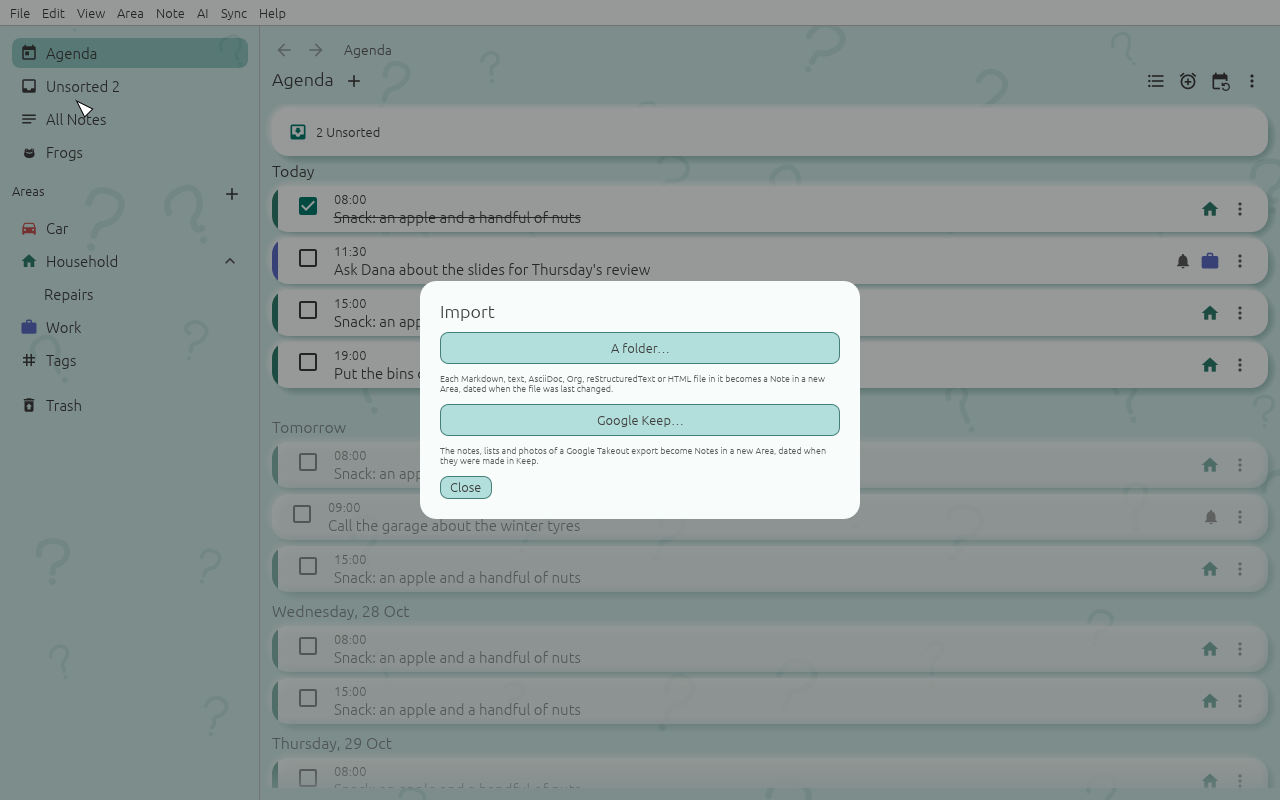 File Edit View Area Note AI Sync Help
Agenda
Unsorted 2
All Notes
Frogs
Areas
Car
Household
Repairs
Work
Tags
Trash
Agenda
Agenda
2 Unsorted
Today
08:00
Snack: an apple and a handful of nuts
11:30
Ask Dana about the slides for Thursday's review
15:00
Snack: an app
19:00
Put the bins
Import
A folder…
Each Markdown, text, AsciiDoc, Org, reStructuredText or HTML file in it becomes a Note in a new
Area, dated when the file was last changed.
Google Keep…
The notes, lists and photos of a Google Takeout export become Notes in a new Area, dated when
they were made in Keep.
Close
Tomorrow
08:00
Snack: an app
09:00
Call the garage about the winter tyres
15:00
Snack: an apple and a handful of nuts
Wednesday, 28 Oct
08:00
Snack: an apple and a handful of nuts
15:00
Snack: an apple and a handful of nuts
Thursday, 29 Oct
08:00
Snack: an apple and a handful of nuts